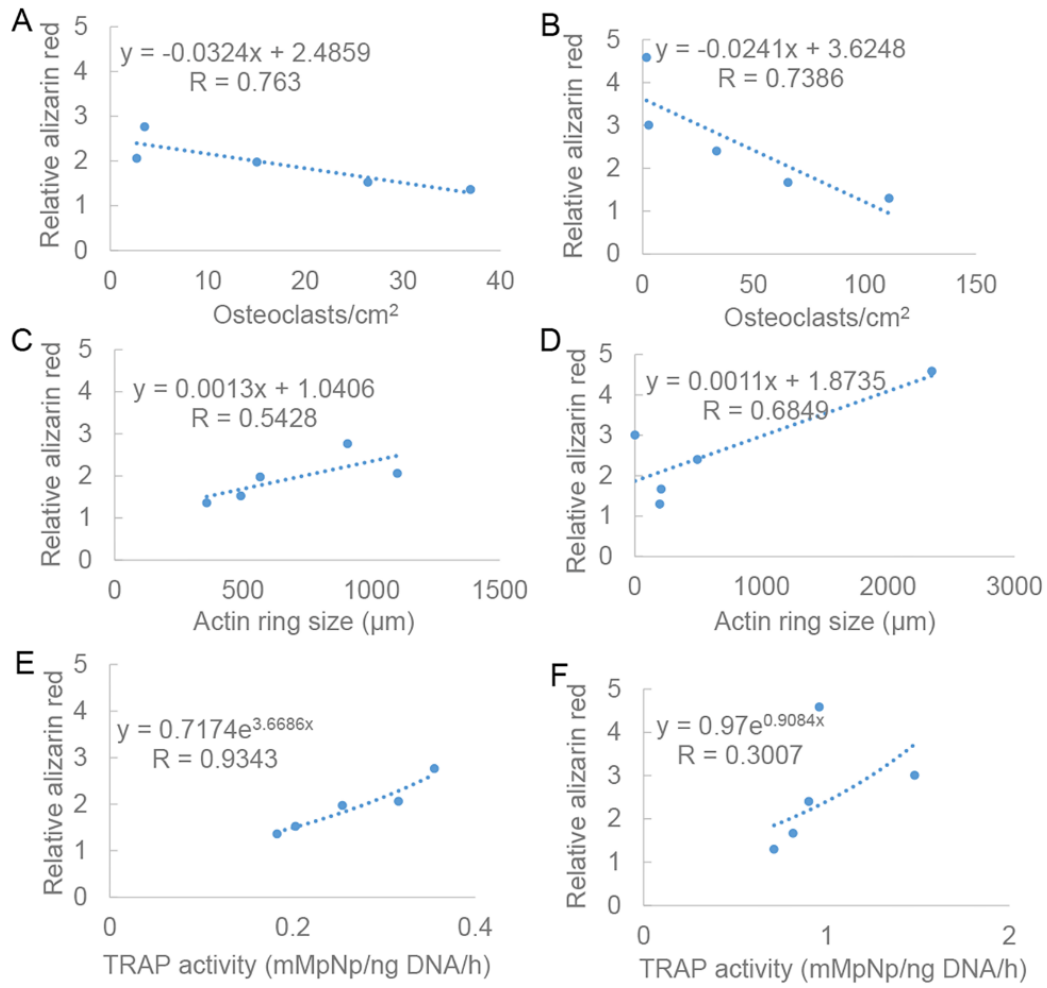 A
y = -0.0324x + 2.4859
R = 0.763
Relative alizarin red
5
4
3
2
1
0
0 10 20 30 40
Osteoclasts/cm²
B
y = -0.0241x + 3.6248
R = 0.7386
Relative alizarin red
5
4
3
2
1
0
0 50 100 150
Osteoclasts/cm²
C
y = 0.0013x + 1.0406
R = 0.5428
Relative alizarin red
5
4
3
2
1
0
0 500 1000 1500
Actin ring size (µm)
D
y = 0.0011x + 1.8735
R = 0.6849
Relative alizarin red
5
4
3
2
1
0
0 1000 2000 3000
Actin ring size (µm)
E
y = 0.7174e^3.6686x
R = 0.9343
Relative alizarin red
5
4
3
2
1
0
0 0.2 0.4
TRAP activity (mMpNp/ng DNA/h)
F
y = 0.97e^0.9084x
R = 0.3007
Relative alizarin red
5
4
3
2
1
0
0 1 2
TRAP activity (mMpNp/ng DNA/h)